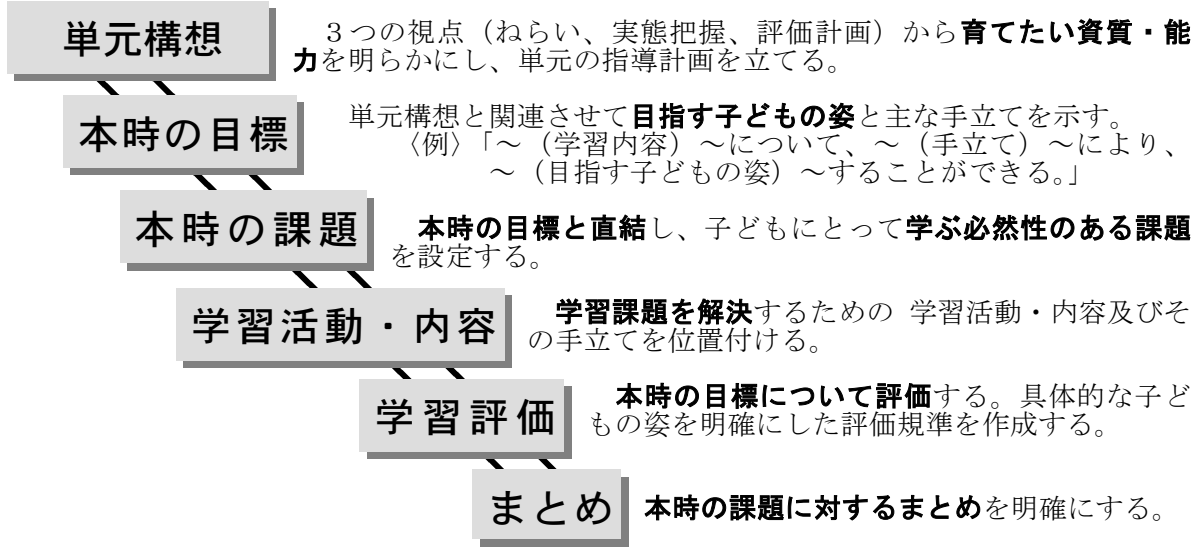 単元構想
３つの視点（ねらい、実態把握、評価計画）から育てたい資質・能
力を明らかにし、単元の指導計画を立てる。
本時の目標
単元構想と関連させて目指す子どもの姿と主な手立てを示す。
〈例〉「～（学習内容）～について、～（手立て）～により、
～（目指す子どもの姿）～することができる。」
本時の課題
本時の目標と直結し、子どもにとって学ぶ必然性のある課題
を設定する。
学習活動・内容
学習課題を解決するための 学習活動・内容及びそ
の手立てを位置付ける。
学習評価
本時の目標について評価する。具体的な子ど
もの姿を明確にした評価規準を作成する。
まとめ
本時の課題に対するまとめを明確にする。